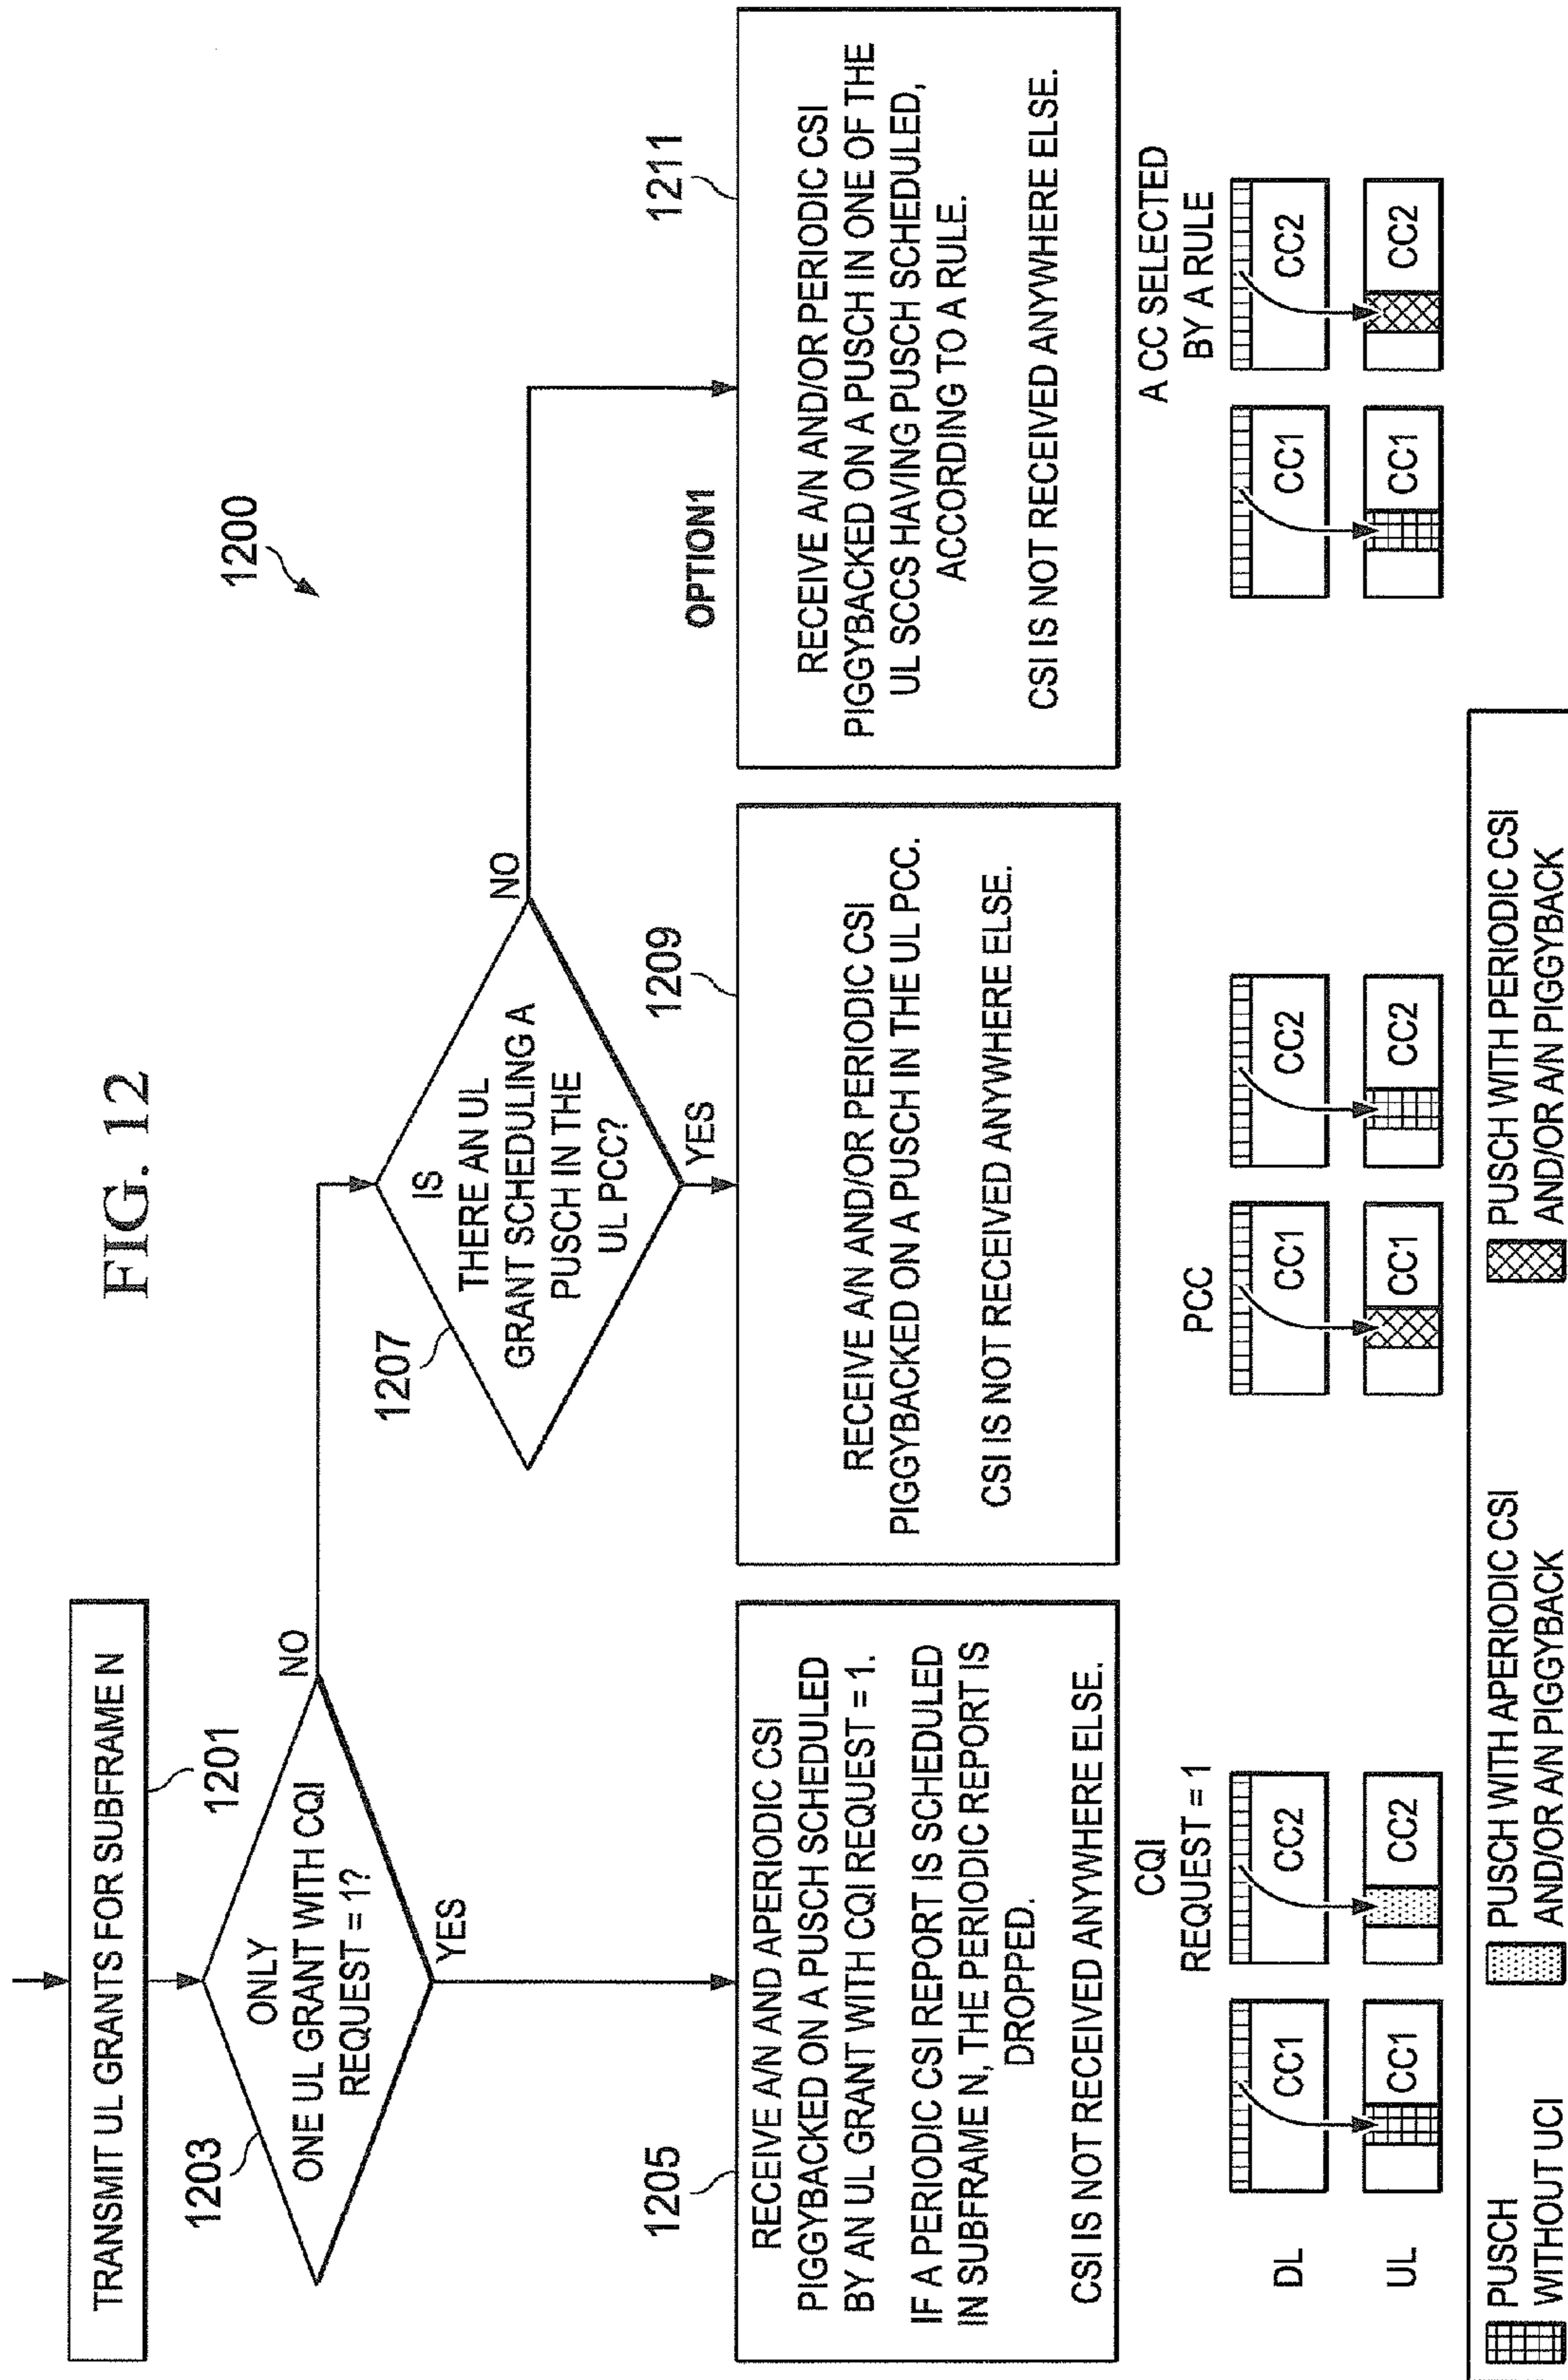 FIG. 12
1200
TRANSMIT UL GRANTS FOR SUBFRAME N
1201
1203
ONLY
ONE UL GRANT WITH CQI
REQUEST = 1?
NO
YES
1207
IS
THERE AN UL
GRANT SCHEDULING A
PUSCH IN THE
UL PCC?
NO
YES
1205
RECEIVE A/N AND APERIODIC CSI
PIGGYBACKED ON A PUSCH SCHEDULED
BY AN UL GRANT WITH CQI REQUEST = 1.
IF A PERIODIC CSI REPORT IS SCHEDULED
IN SUBFRAME N, THE PERIODIC REPORT IS
DROPPED.
CSI IS NOT RECEIVED ANYWHERE ELSE.
1209
RECEIVE A/N AND/OR PERIODIC CSI
PIGGYBACKED ON A PUSCH IN THE UL PCC.
CSI IS NOT RECEIVED ANYWHERE ELSE.
OPTION1
1211
RECEIVE A/N AND/OR PERIODIC CSI
PIGGYBACKED ON A PUSCH IN ONE OF THE
UL SCCS HAVING PUSCH SCHEDULED,
ACCORDING TO A RULE.
CSI IS NOT RECEIVED ANYWHERE ELSE.
CQI
REQUEST = 1
DL
CC1
CC2
UL
CC1
CC2
PCC
CC1
CC2
CC1
CC2
A CC SELECTED
BY A RULE
CC1
CC2
CC1
CC2
PUSCH
WITHOUT UCI
PUSCH WITH APERIODIC CSI
AND/OR A/N PIGGYBACK
PUSCH WITH PERIODIC CSI
AND/OR A/N PIGGYBACK